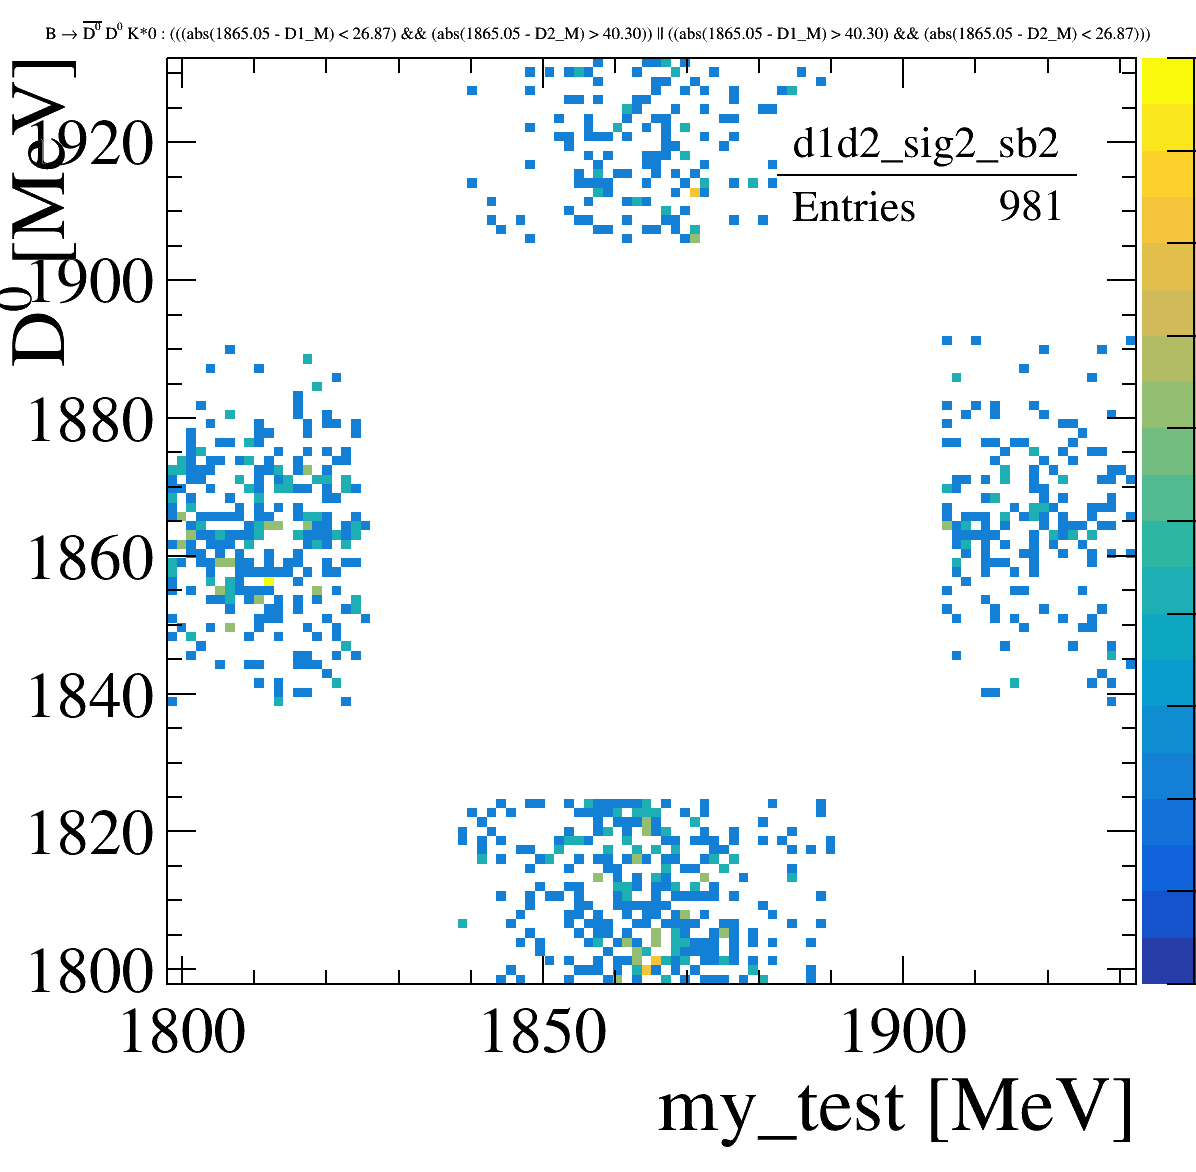 B → D⁰ D⁰ K*0 : (((abs(1865.05 - D1_M) < 26.87) && (abs(1865.05 - D2_M) > 40.30)) || ((abs(1865.05 - D1_M) > 40.30) && (abs(1865.05 - D2_M) < 26.87)))
D⁰ [MeV]
d1d2_sig2_sb2
Entries 981
1920
1900
1880
1860
1840
1820
1800
1800 1850 1900
my_test [MeV]